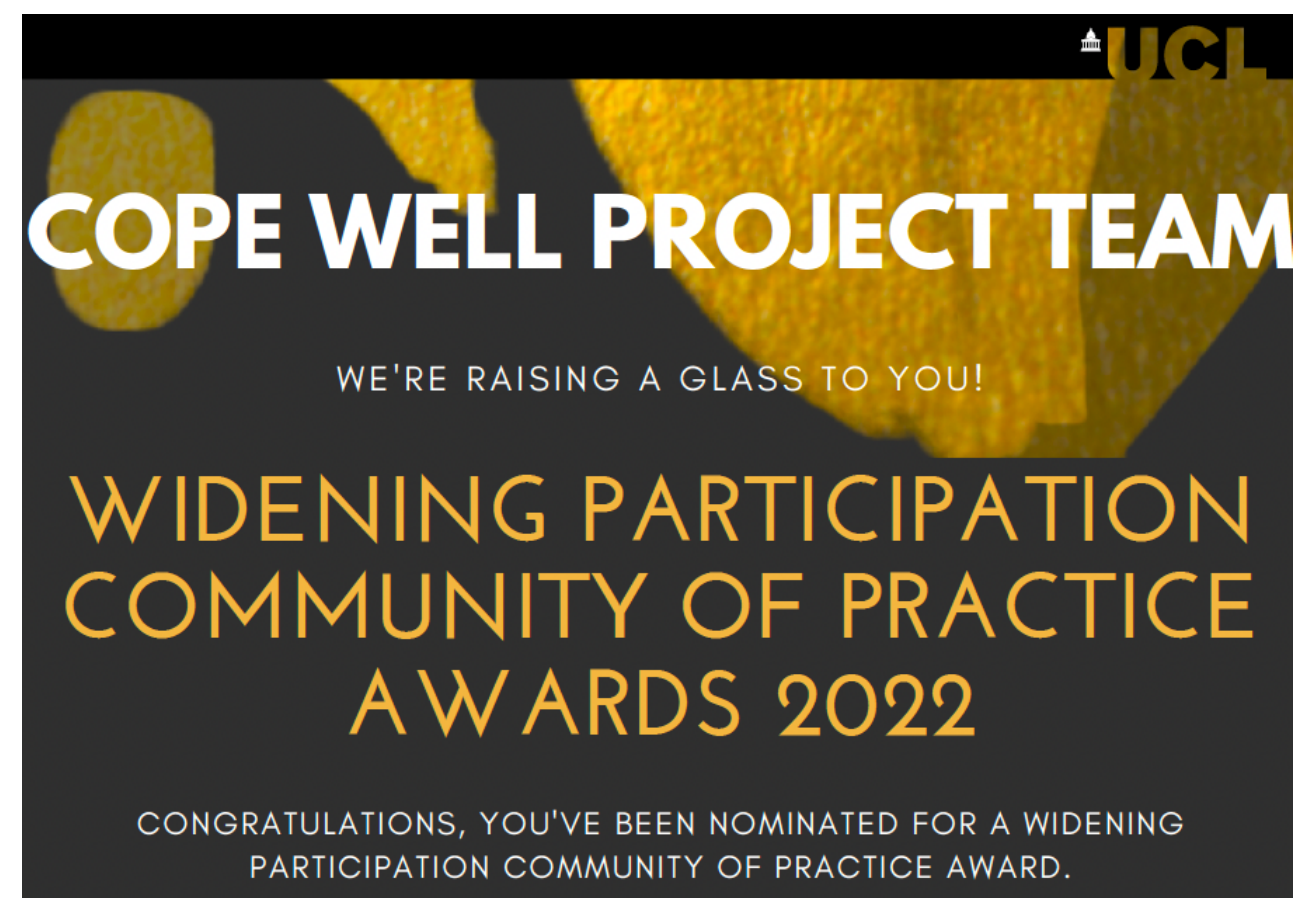 UCL
COPE WELL PROJECT TEAM
WE'RE RAISING A GLASS TO YOU!
WIDENING PARTICIPATION
COMMUNITY OF PRACTICE
AWARDS 2022
CONGRATULATIONS, YOU'VE BEEN NOMINATED FOR A WIDENING
PARTICIPATION COMMUNITY OF PRACTICE AWARD.